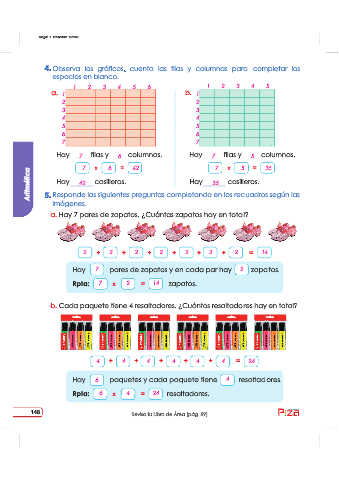 4. Observa los gráficos, cuenta las filas y columnas para completar los
espacios en blanco.
a. 1 2 3 4 5 6
1
2
3
4
5
6
7
b. 1 2 3 4 5
1
2
3
4
5
6
7
Hay 7 filas y 6 columnas.
7 x 6 = 42
Hay 42 casilleros.
Hay 7 filas y 5 columnas.
7 x 5 = 35
Hay 35 casilleros.
Aritmética
5. Responde las siguientes preguntas completando en los recuadros según las
imágenes.
a. Hay 7 pares de zapatos. ¿Cuántos zapatos hay en total?
2 + 2 + 2 + 2 + 2 + 2 + 2 = 14
Hay 7 pares de zapatos y en cada par hay 2 zapatos.
Rpta: 7 x 2 = 14 zapatos.
b. Cada paquete tiene 4 resaltadores. ¿Cuántos resaltadores hay en total?
4 + 4 + 4 + 4 + 4 + 4 = 24
Hay 6 paquetes y cada paquete tiene 4 resaltadores.
Rpta: 6 x 4 = 24 resaltadores.
148
Revisa tu Libro de Área (pág. 89)